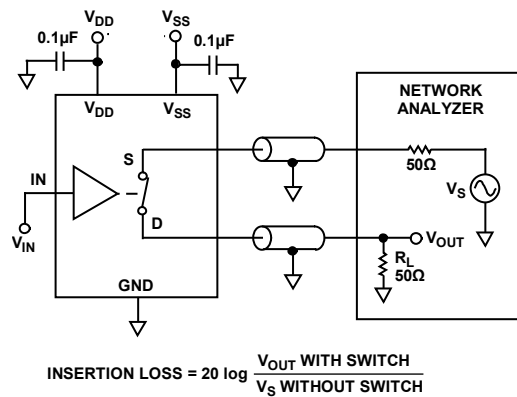 VDD
VSS
0.1µF
0.1µF
VDD
VSS
NETWORK
ANALYZER
S
50Ω
VS
IN
VIN
D
VOUT
RL
50Ω
GND
INSERTION LOSS = 20 log VOUT WITH SWITCH
VS WITHOUT SWITCH